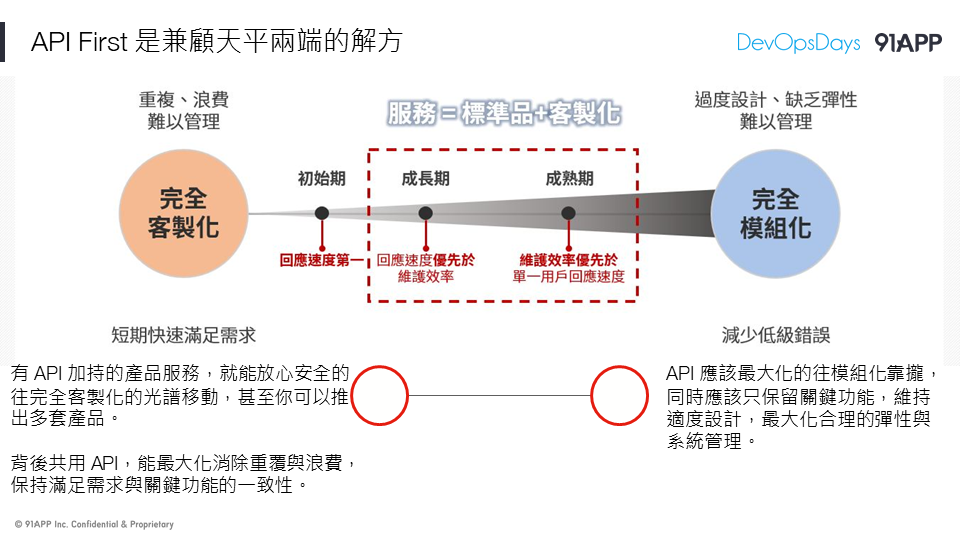 API First 是兼顧天平兩端的解方
DevOpsDays 91APP
重複、浪費
難以管理
服務=標準品+客製化
過度設計、缺乏彈性
難以管理
完全
客製化
初始期
成長期
成熟期
完全
模組化
回應速度第一
回應速度優先於
維護效率
維護效率優先於
單一用戶回應速度
短期快速滿足需求
減少低級錯誤
有 API 加持的產品服務，就能放心安全的
往完全客製化的光譜移動，甚至你可以推
出多套產品。
背後共用 API，能最大化消除重覆與浪費，
保持滿足需求與關鍵功能的一致性。
API 應該最大化的往模組化靠攏，
同時應該只保留關鍵功能，維持
適度設計，最大化合理的彈性與
系統管理。
© 91APP Inc. Confidential & Proprietary